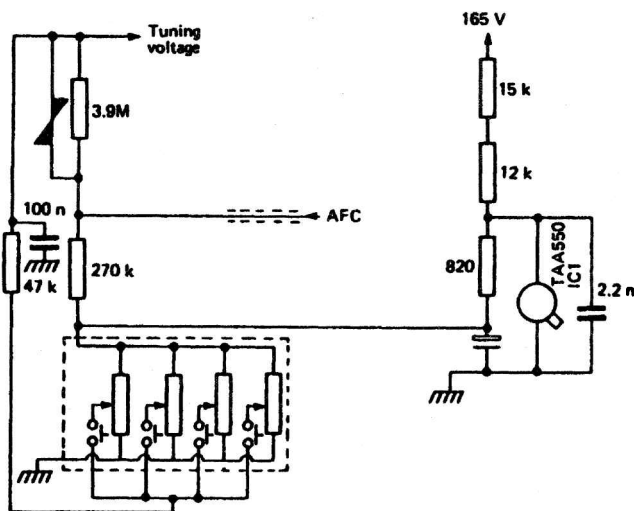 Tuning
voltage
165 V
15 k
3.9M
12 k
100 n
AFC
TAA550
IC1
820
270 k
47 k
2.2 n